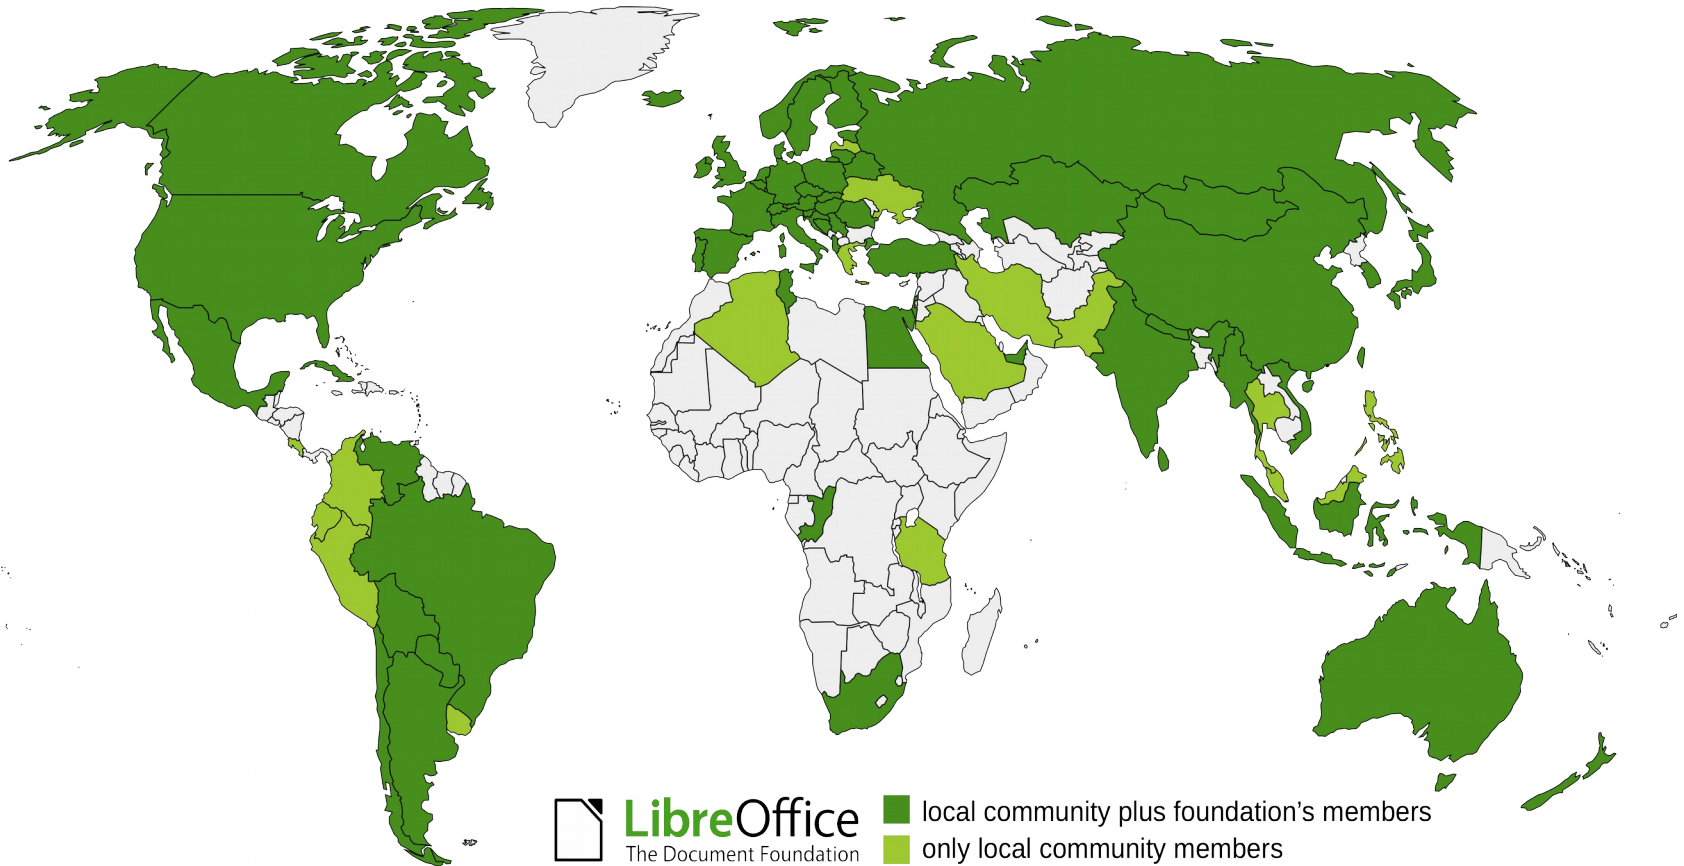 LibreOffice
The Document Foundation
local community plus foundation's members
only local community members